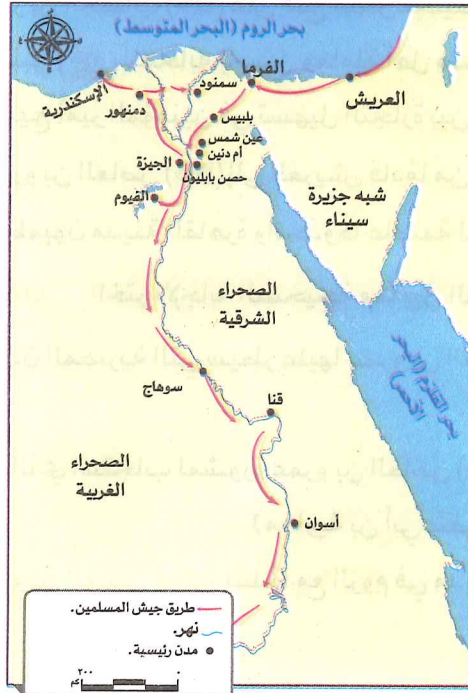 بحر الروم (البحر المتوسط)
الإسكندرية
دمنهور
سمنود
الفرما
العريش
بلبيس
عين شمس
أم دنين
حصن بابليون
الجيزة
الفيوم
شبه جزيرة
سيناء
الصحراء
الشرقية
بحر القلزم (البحر
الأحمر)
سوهاج
قنا
الصحراء
الغربية
أسوان
طريق جيش المسلمين.
نهر.
مدن رئيسية.
٢٠٠ ٠
كم